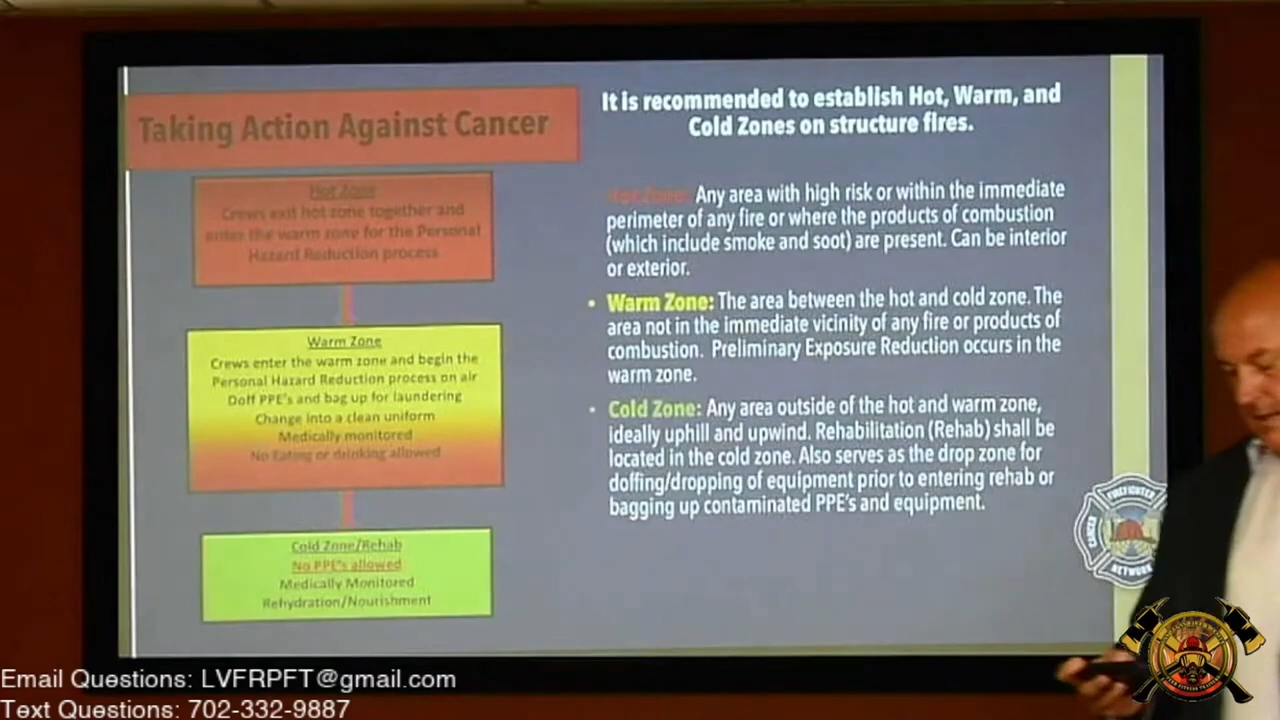 Taking Action Against Cancer
Hot Zone
Crews exit hot zone together and
enter the warm zone for the Personal
Hazard Reduction process
Warm Zone
Crews enter the warm zone and begin the
Personal Hazard Reduction process on air
Doff PPE's and bag up for laundering
Change into a clean uniform
Medically monitored
No Eating or drinking allowed
Cold Zone/Rehab
No PPE's allowed
Medically Monitored
Rehydration/Nourishment
It is recommended to establish Hot, Warm, and
Cold Zones on structure fires.
Hot Zone: Any area with high risk or within the immediate
perimeter of any fire or where the products of combustion
(which include smoke and soot) are present. Can be interior
or exterior.
• Warm Zone: The area between the hot and cold zone. The
area not in the immediate vicinity of any fire or products of
combustion. Preliminary Exposure Reduction occurs in the
warm zone.
• Cold Zone: Any area outside of the hot and warm zone,
ideally uphill and upwind. Rehabilitation (Rehab) shall be
located in the cold zone. Also serves as the drop zone for
doffing/dropping of equipment prior to entering rehab or
bagging up contaminated PPE's and equipment.
FIREFIGHTER
CANCER
NETWORK
Email Questions: LVFRPFT@gmail.com
Text Questions: 702-332-9887